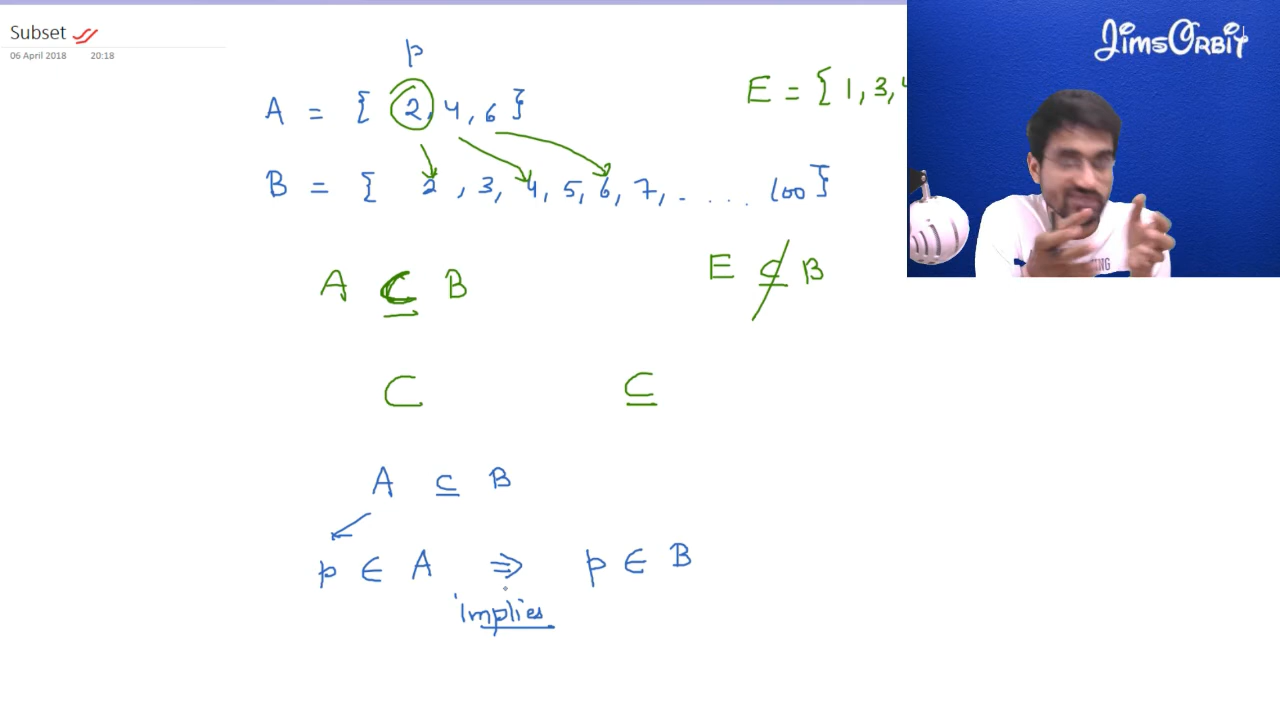 Subset
06 April 2018 20:18
JimsOrbit
p
A = { 2, 4, 6 }
E = { 1, 3, 4
B = { 2 , 3, 4, 5, 6, 7, . . . . . 100 }
A ⊆ B
E ⊈ B
⊂ ⊆
A ⊆ B
p ∈ A ⇒ p ∈ B
implies